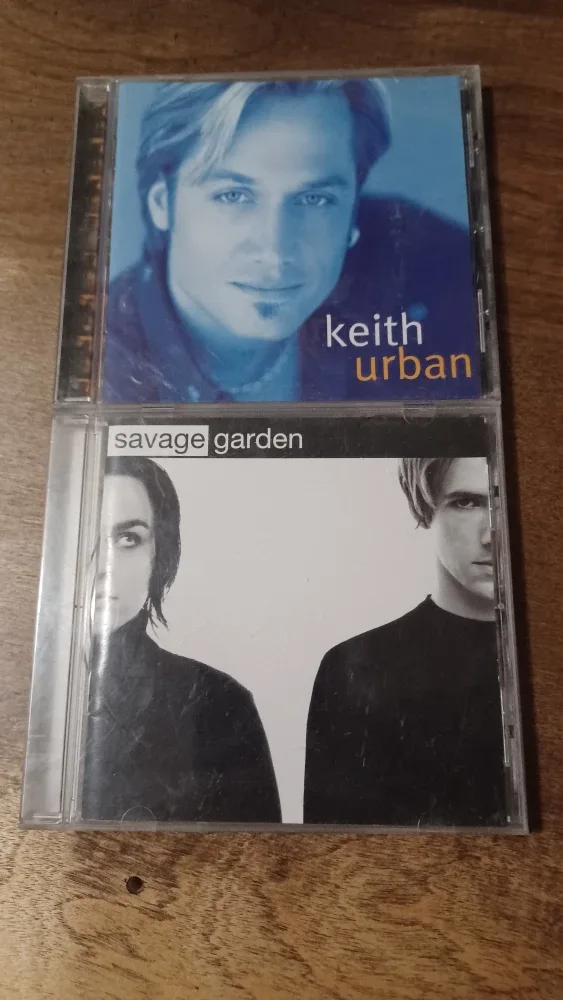 keith
urban
savage garden